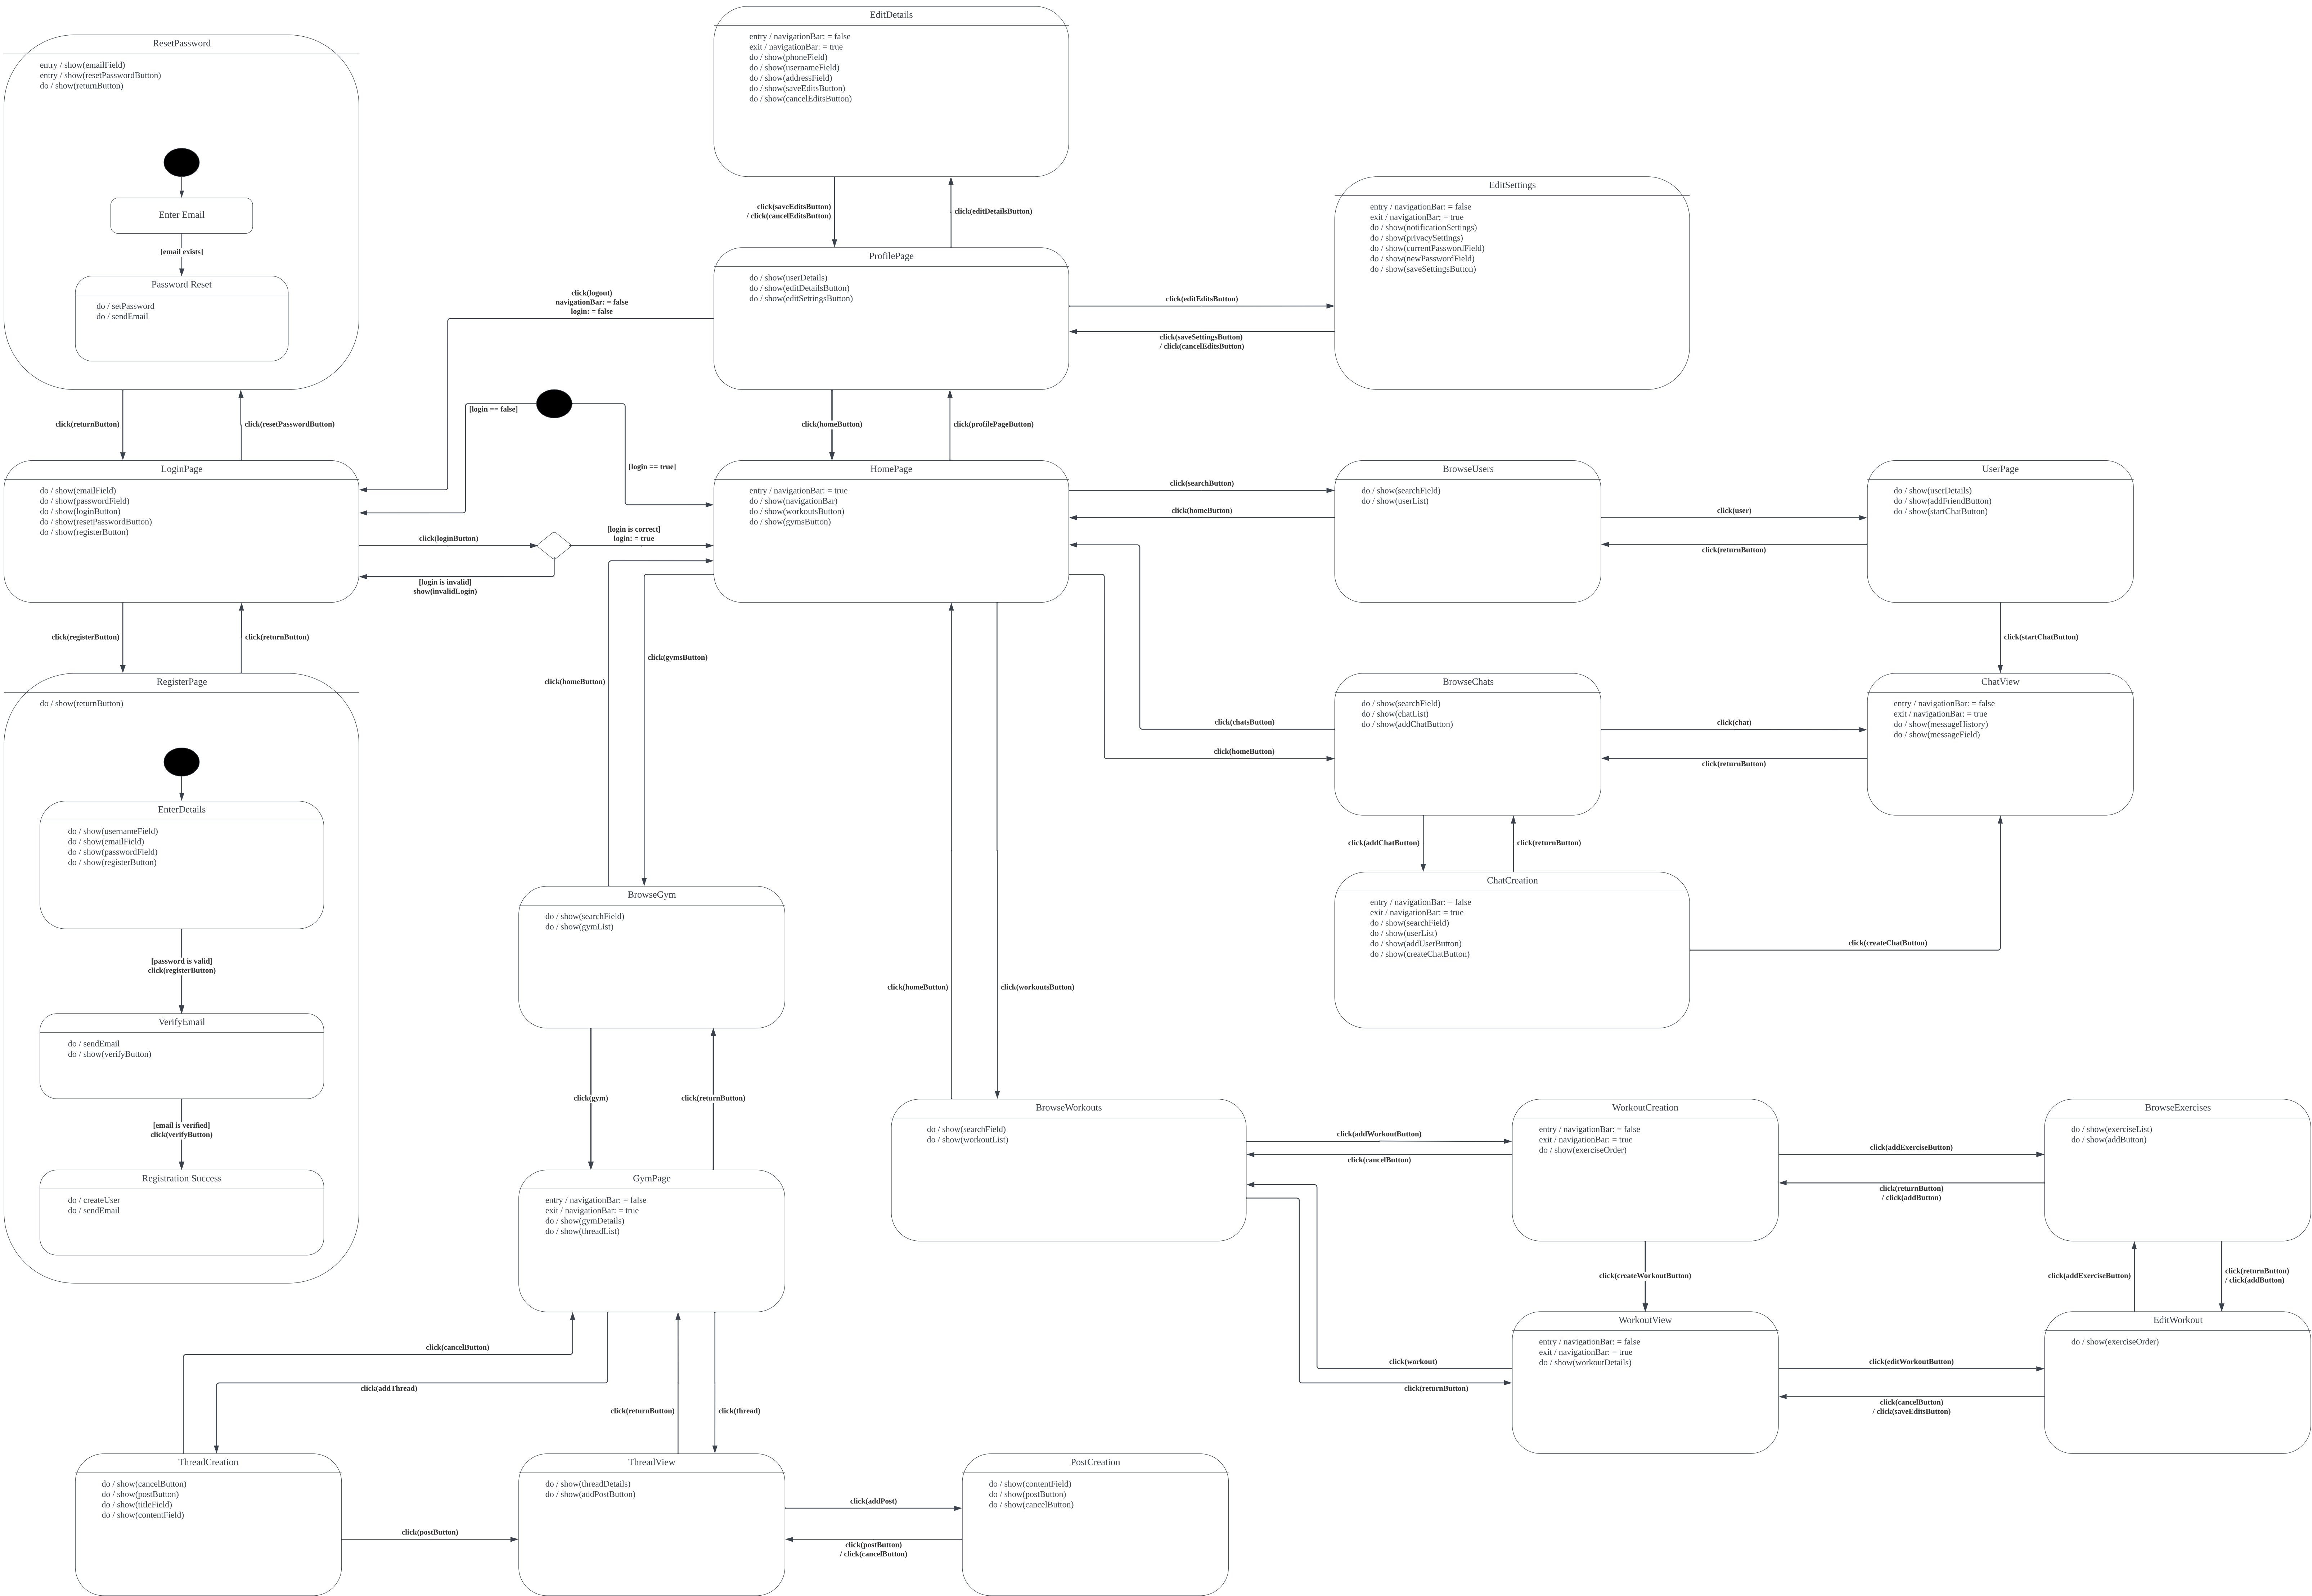 EditDetails
entry / navigationBar: = false
exit / navigationBar: = true
do / show(phoneField)
do / show(usernameField)
do / show(addressField)
do / show(saveEditsButton)
do / show(cancelEditsButton)
ResetPassword
entry / show(emailField)
entry / show(resetPasswordButton)
do / show(returnButton)
Enter Email
[email exists]
Password Reset
do / setPassword
do / sendEmail
click(saveEditsButton)
/ click(cancelEditsButton)
click(editDetailsButton)
EditSettings
entry / navigationBar: = false
exit / navigationBar: = true
do / show(notificationSettings)
do / show(privacySettings)
do / show(currentPasswordField)
do / show(newPasswordField)
do / show(saveSettingsButton)
ProfilePage
do / show(userDetails)
do / show(editDetailsButton)
do / show(editSettingsButton)
click(logout)
navigationBar: = false
login: = false
click(editEditsButton)
click(saveSettingsButton)
/ click(cancelEditsButton)
click(returnButton)
click(resetPasswordButton)
[login == false]
[login == true]
click(homeButton)
click(profilePageButton)
LoginPage
do / show(emailField)
do / show(passwordField)
do / show(loginButton)
do / show(resetPasswordButton)
do / show(registerButton)
click(loginButton)
[login is correct]
login: = true
[login is invalid]
show(invalidLogin)
HomePage
entry / navigationBar: = true
do / show(navigationBar)
do / show(workoutsButton)
do / show(gymsButton)
click(searchButton)
click(homeButton)
BrowseUsers
do / show(searchField)
do / show(userList)
click(user)
click(returnButton)
UserPage
do / show(userDetails)
do / show(addFriendButton)
do / show(startChatButton)
click(registerButton)
click(returnButton)
click(gymsButton)
click(homeButton)
click(startChatButton)
RegisterPage
do / show(returnButton)
EnterDetails
do / show(usernameField)
do / show(emailField)
do / show(passwordField)
do / show(registerButton)
[password is valid]
click(registerButton)
VerifyEmail
do / sendEmail
do / show(verifyButton)
[email is verified]
click(verifyButton)
Registration Success
do / createUser
do / sendEmail
click(chatsButton)
click(homeButton)
BrowseChats
do / show(searchField)
do / show(chatList)
do / show(addChatButton)
click(chat)
click(returnButton)
ChatView
entry / navigationBar: = false
exit / navigationBar: = true
do / show(messageHistory)
do / show(messageField)
click(addChatButton)
click(returnButton)
ChatCreation
entry / navigationBar: = false
exit / navigationBar: = true
do / show(searchField)
do / show(userList)
do / show(addUserButton)
do / show(createChatButton)
click(createChatButton)
BrowseGym
do / show(searchField)
do / show(gymList)
click(homeButton)
click(workoutsButton)
click(gym)
click(returnButton)
BrowseWorkouts
do / show(searchField)
do / show(workoutList)
click(addWorkoutButton)
click(cancelButton)
WorkoutCreation
entry / navigationBar: = false
exit / navigationBar: = true
do / show(exerciseOrder)
click(addExerciseButton)
click(returnButton)
/ click(addButton)
BrowseExercises
do / show(exerciseList)
do / show(addButton)
GymPage
entry / navigationBar: = false
exit / navigationBar: = true
do / show(gymDetails)
do / show(threadList)
click(createWorkoutButton)
click(addExerciseButton)
click(returnButton)
/ click(addButton)
click(workout)
click(returnButton)
WorkoutView
entry / navigationBar: = false
exit / navigationBar: = true
do / show(workoutDetails)
click(editWorkoutButton)
click(cancelButton)
/ click(saveEditsButton)
EditWorkout
do / show(exerciseOrder)
click(cancelButton)
click(addThread)
click(returnButton)
click(thread)
ThreadCreation
do / show(cancelButton)
do / show(postButton)
do / show(titleField)
do / show(contentField)
click(postButton)
ThreadView
do / show(threadDetails)
do / show(addPostButton)
click(addPost)
click(postButton)
/ click(cancelButton)
PostCreation
do / show(contentField)
do / show(postButton)
do / show(cancelButton)